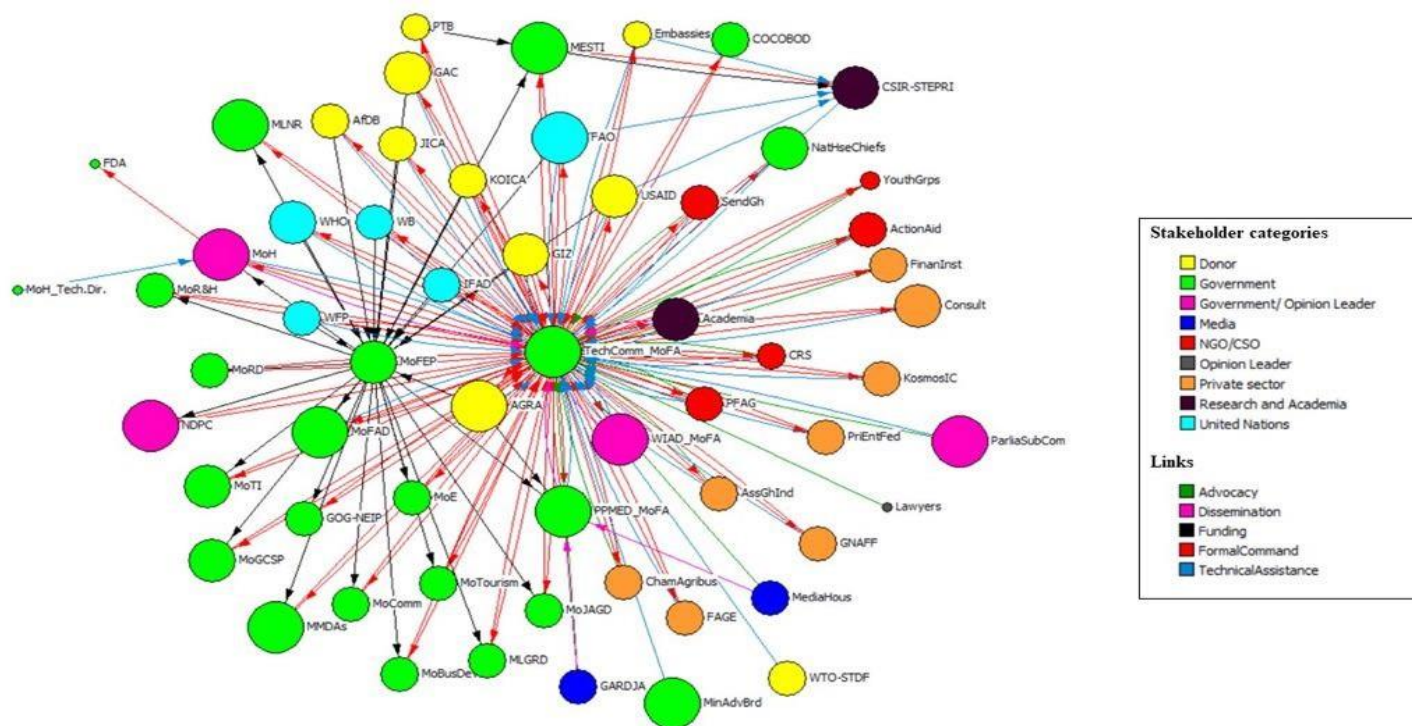 PTB
MESTI
Embassies
COCOBOD
GAC
CSIR-STEPRI
MLNR
AfDB
JICA
FAO
NatHseChiefs
FDA
KOICA
USAID
SendGh
YouthGrps
WHO
WB
ActionAid
MoH
GIZ
FinanInst
MoH_Tech.Dir.
MoR&H
IFAD
Consult
WFP
Academia
TechComm_MoFA
MoFEP
CRS
MoRD
KosmosIC
AGRA
PFAG
NDPC
MoFAD
WIAD_MoFA
PriEntFed
ParliaSubCom
MoTI
MoE
AssGhInd
GOG-NEIP
PPMED_MoFA
Lawyers
MoGCSP
GNAFF
MoTourism
ChamAgribus
MediaHous
MoComm
MoJAGD
FAGE
MMDAs
MLGRD
MoBusDe
GARDJA
WTO-STDF
MinAdvBrd
Stakeholder categories
Donor
Government
Government/ Opinion Leader
Media
NGO/CSO
Opinion Leader
Private sector
Research and Academia
United Nations
Links
Advocacy
Dissemination
Funding
FormalCommand
TechnicalAssistance